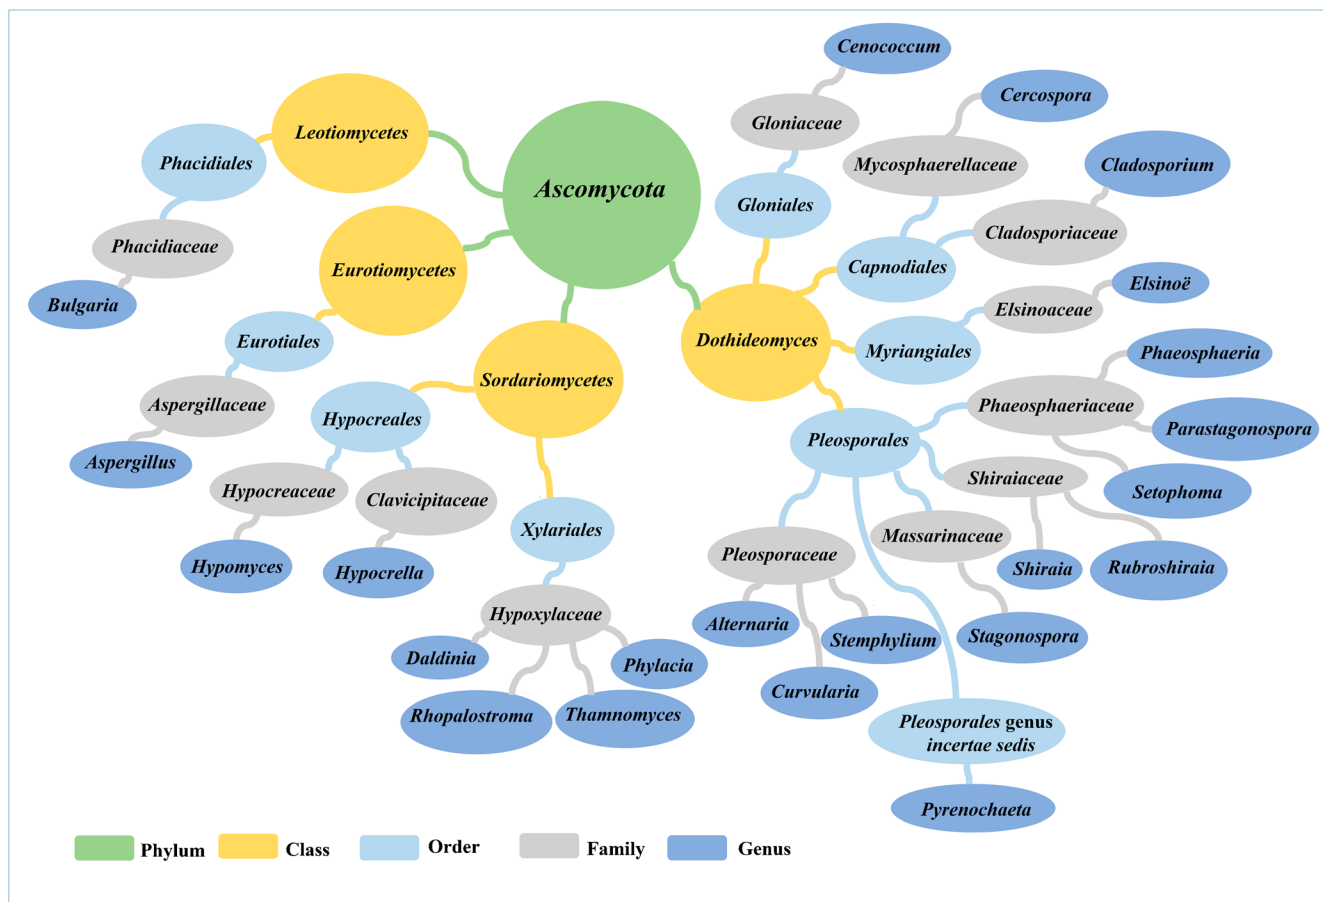 Ascomycota
Leotiomycetes
Phacidiales
Phacidiaceae
Bulgaria
Eurotiomycetes
Eurotiales
Aspergillaceae
Aspergillus
Sordariomycetes
Hypocreales
Hypocreaceae
Hypomyces
Clavicipitaceae
Hypocrella
Xylariales
Hypoxylaceae
Daldinia
Rhopalostroma
Thamnomyces
Phylacia
Dothideomyces
Gloniales
Gloniaceae
Cenococcum
Capnodiales
Mycosphaerellaceae
Cercospora
Cladosporiaceae
Cladosporium
Myriangiales
Elsinoaceae
Elsinoë
Pleosporales
Phaeosphaeriaceae
Phaeosphaeria
Parastagonospora
Setophoma
Shiraiaceae
Shiraia
Rubroshiraia
Massarinaceae
Stagonospora
Pleosporaceae
Alternaria
Curvularia
Stemphylium
Pleosporales genus
incertae sedis
Pyrenochaeta
Phylum
Class
Order
Family
Genus